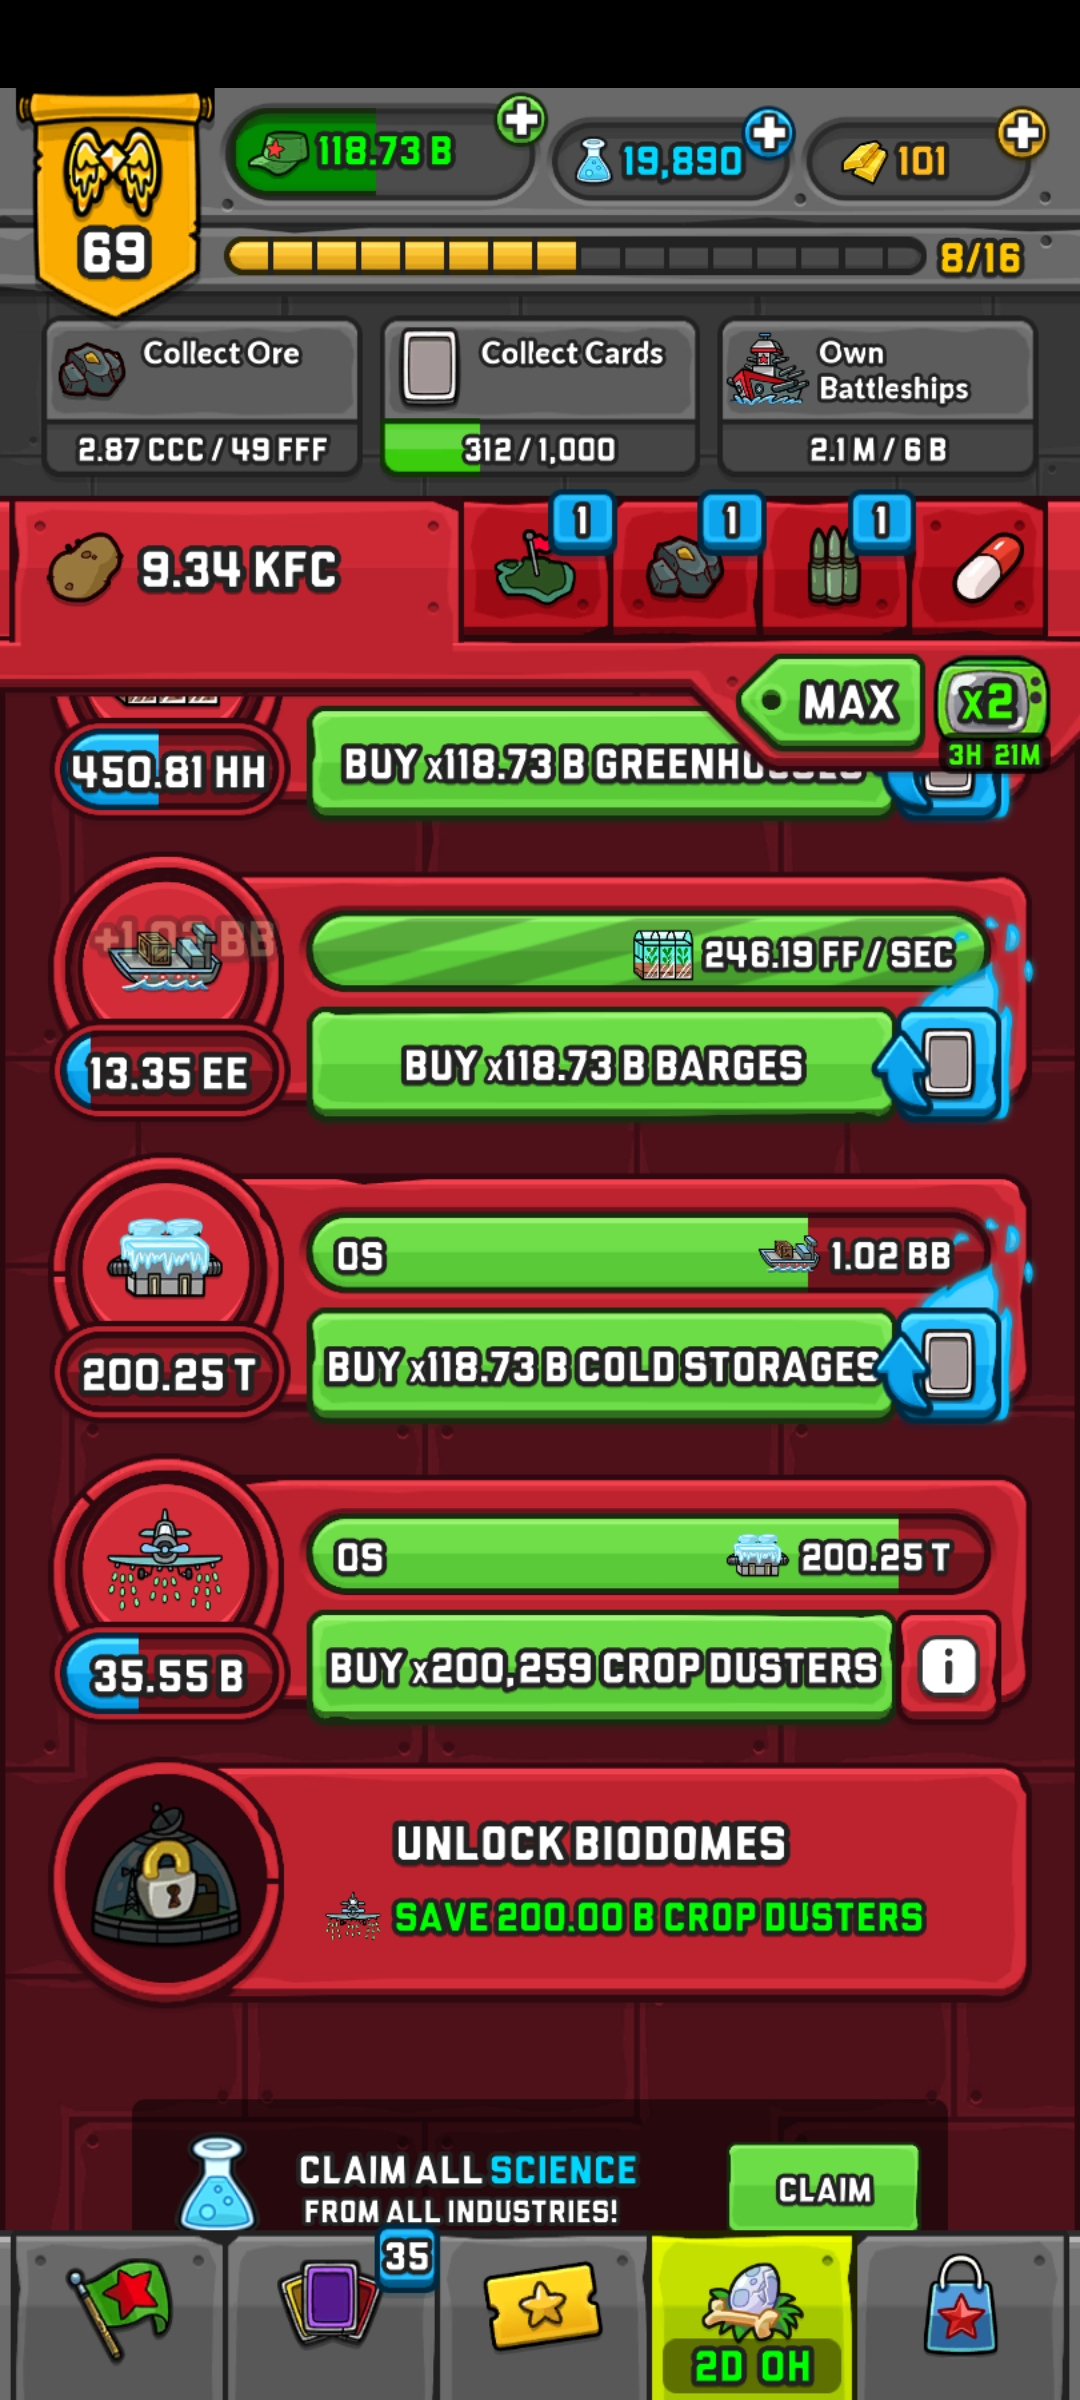 118.73 B
19,890
101
69
8/16
Collect Ore
2.87 CCC / 49 FFF
Collect Cards
312 / 1,000
Own
Battleships
2.1 M / 6 B
9.34 KFC
1
1
1
MAX
x2
3H 21M
450.81 HH
BUY x118.73 B GREENHOUSES
+1.02 BB
246.19 FF / SEC
13.35 EE
BUY x118.73 B BARGES
0S
1.02 BB
200.25 T
BUY x118.73 B COLD STORAGES
0S
200.25 T
35.55 B
BUY x200,259 CROP DUSTERS
i
UNLOCK BIODOMES
SAVE 200.00 B CROP DUSTERS
CLAIM ALL SCIENCE
FROM ALL INDUSTRIES!
CLAIM
35
2D 0H